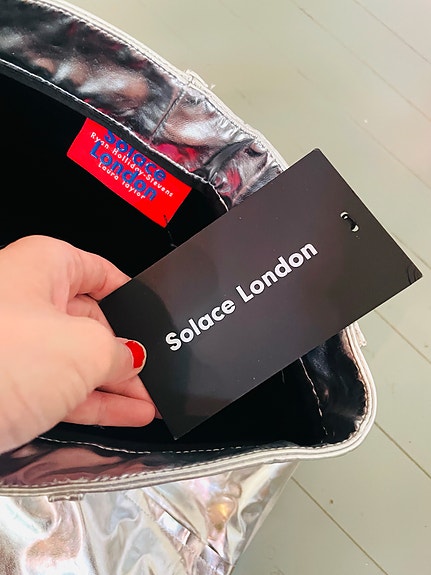 Solace
Ryan Holliday-Stevens
London
Laura taylor
Solace London